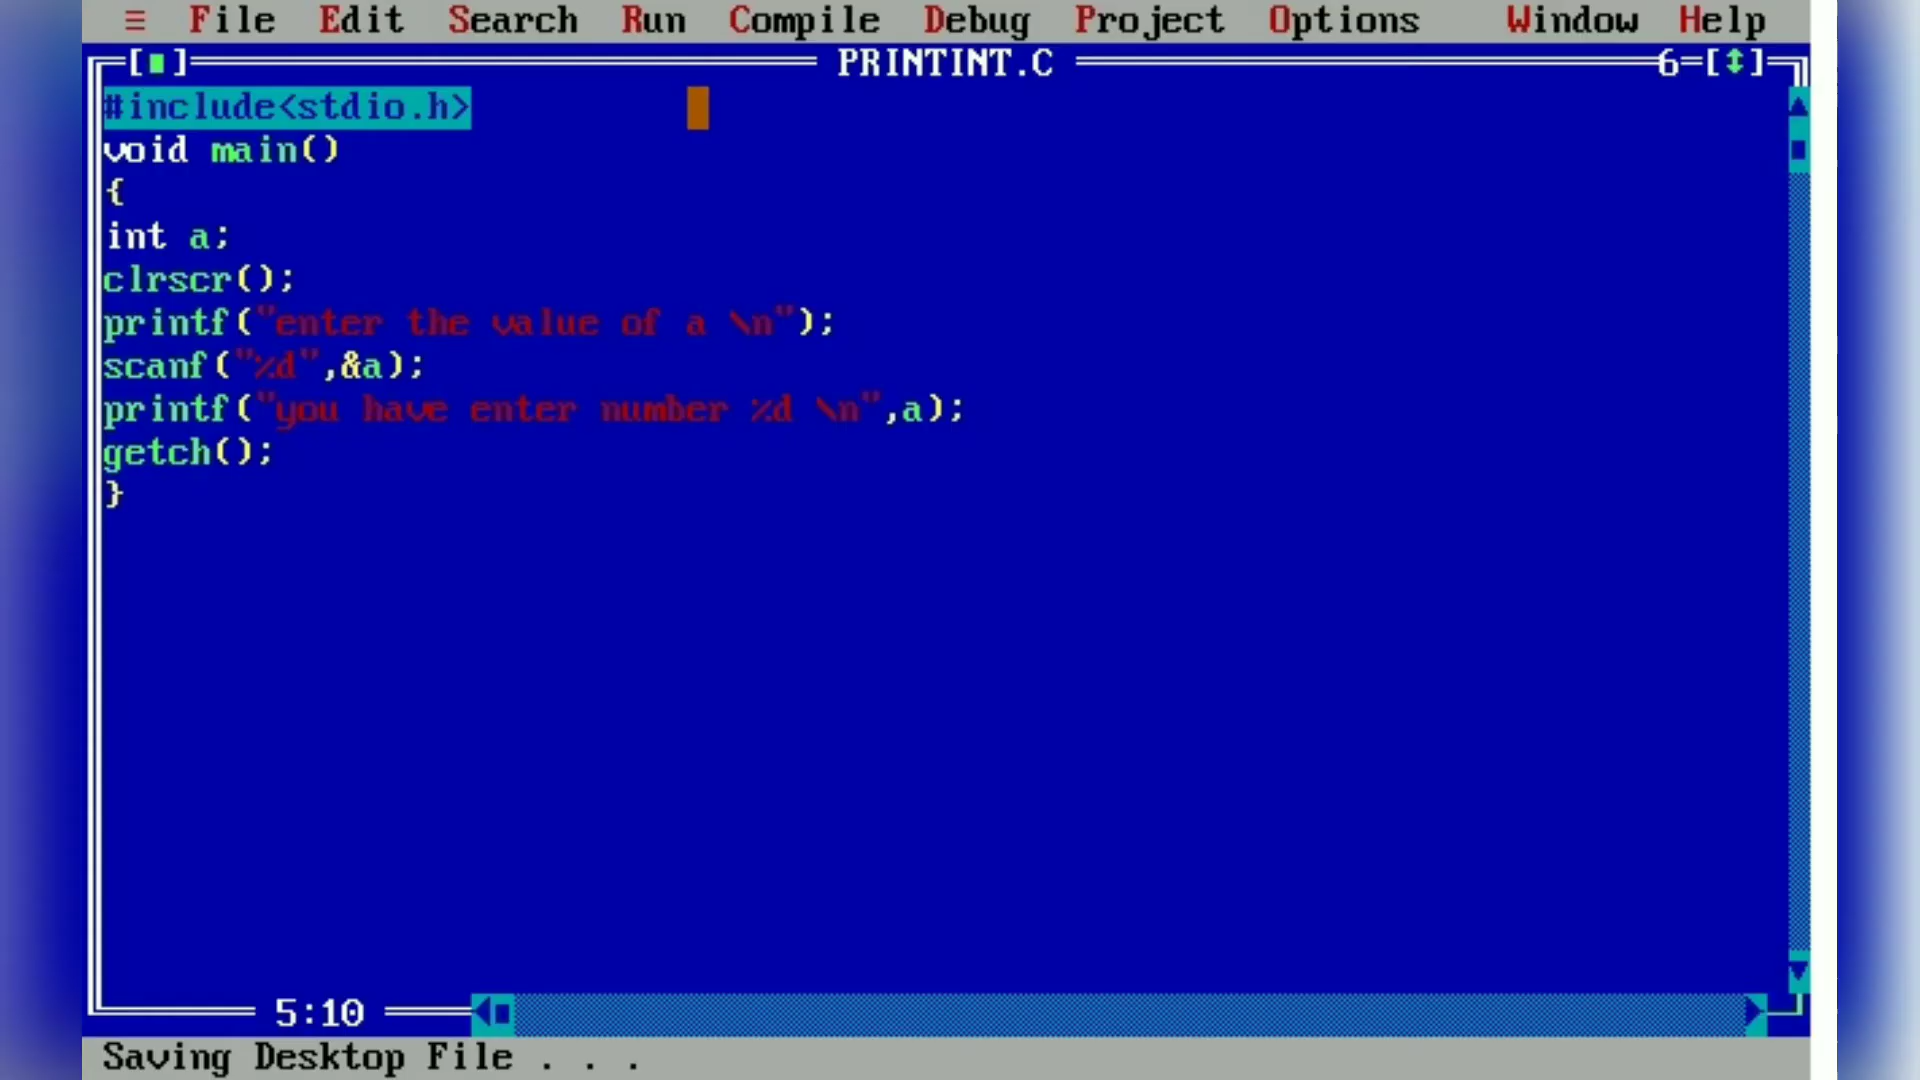 ≡ File Edit Search Run Compile Debug Project Options Window Help
[■] PRINTINT.C 6=[↕]
#include<stdio.h>
void main()
{
int a;
clrscr();
printf("enter the value of a \n");
scanf("%d",&a);
printf("you have enter number %d \n",a);
getch();
}
5:10
Saving Desktop File . . .